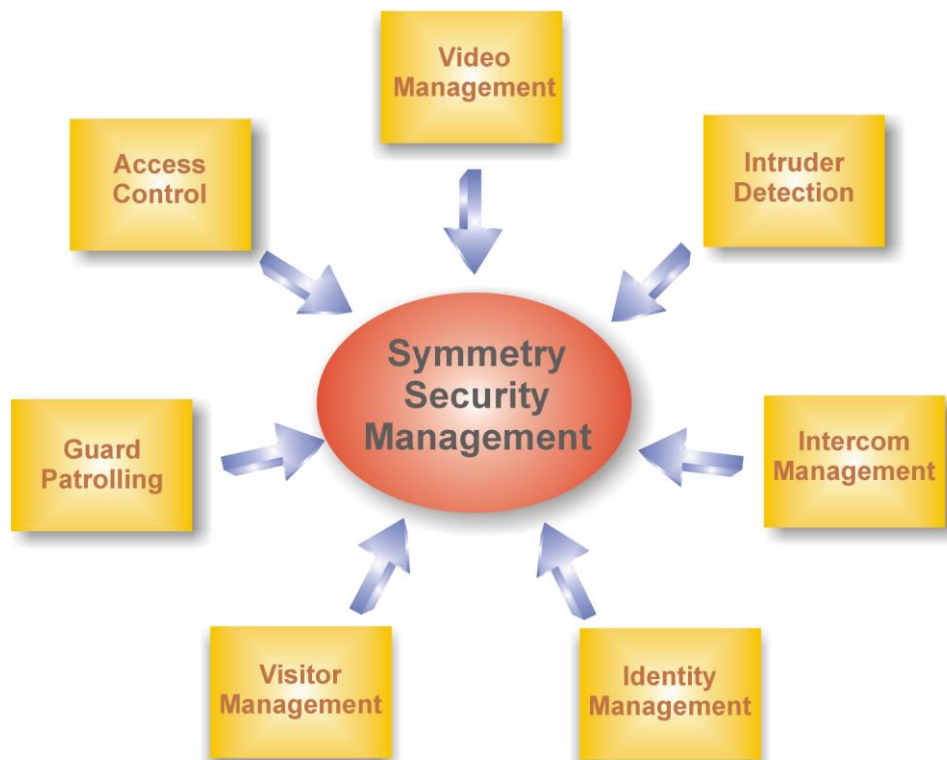 Video
Management
Access
Control
Intruder
Detection
Symmetry
Security
Management
Guard
Patrolling
Intercom
Management
Visitor
Management
Identity
Management